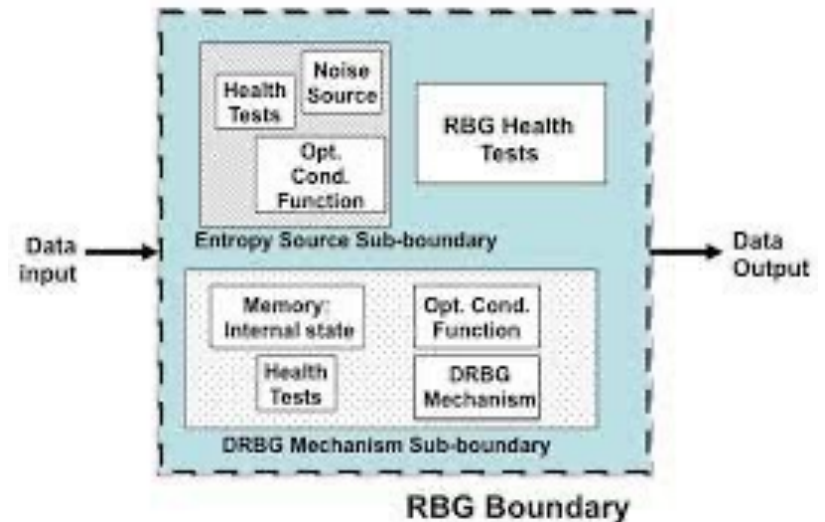 Noise
Source
Health
Tests
Opt.
Cond.
Function
Entropy Source Sub-boundary
RBG Health
Tests
Data
input
Data
Output
Memory:
Internal state
Opt. Cond.
Function
Health
Tests
DRBG
Mechanism
DRBG Mechanism Sub-boundary
RBG Boundary